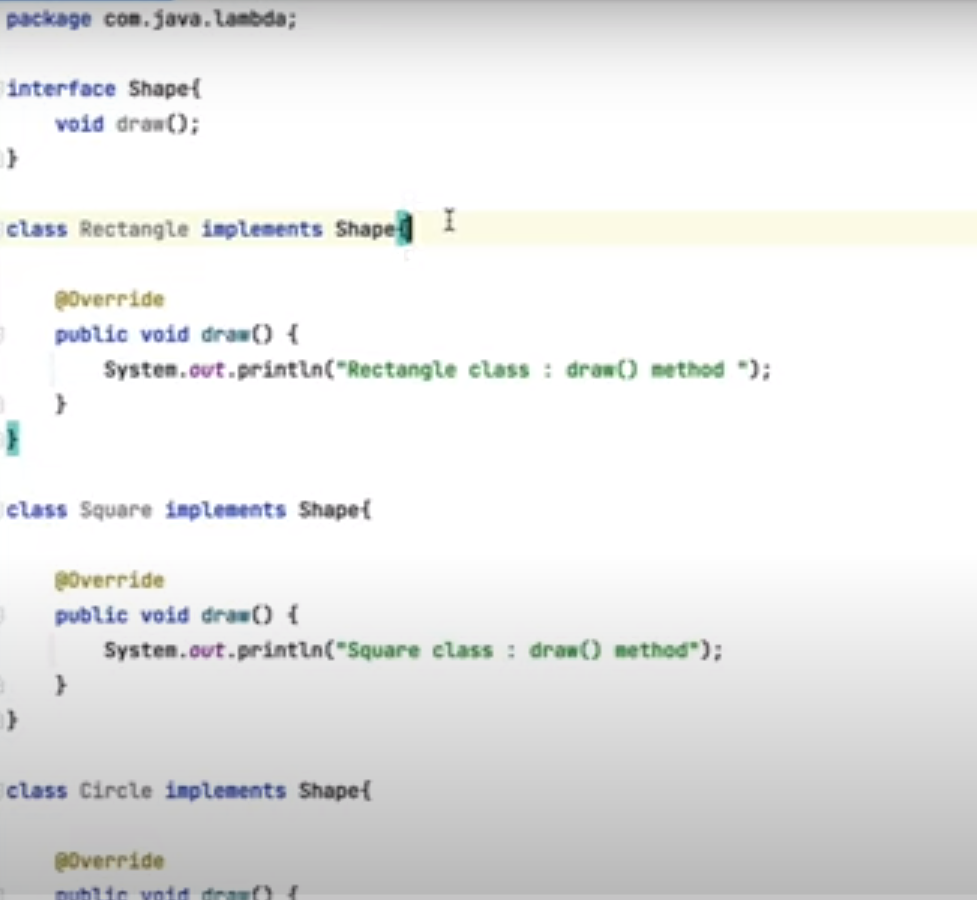 package com.java.lambda;
interface Shape{
void draw();
}
class Rectangle implements Shape{
@Override
public void draw() {
System.out.println("Rectangle class : draw() method ");
}
}
class Square implements Shape{
@Override
public void draw() {
System.out.println("Square class : draw() method");
}
}
class Circle implements Shape{
@Override
public void draw() {